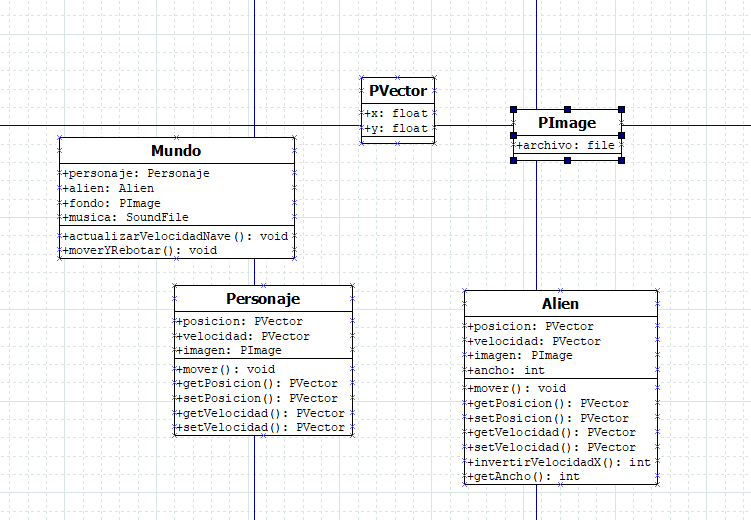 PVector
+x: float
+y: float
PImage
+archivo: file
Mundo
+personaje: Personaje
+alien: Alien
+fondo: PImage
+musica: SoundFile
+actualizarVelocidadNave(): void
+moverYRebotar(): void
Personaje
+posicion: PVector
+velocidad: PVector
+imagen: PImage
+mover(): void
+getPosicion(): PVector
+setPosicion(): PVector
+getVelocidad(): PVector
+setVelocidad(): PVector
Alien
+posicion: PVector
+velocidad: PVector
+imagen: PImage
+ancho: int
+mover(): void
+getPosicion(): PVector
+setPosicion(): PVector
+getVelocidad(): PVector
+setVelocidad(): PVector
+invertirVelocidadX(): int
+getAncho(): int